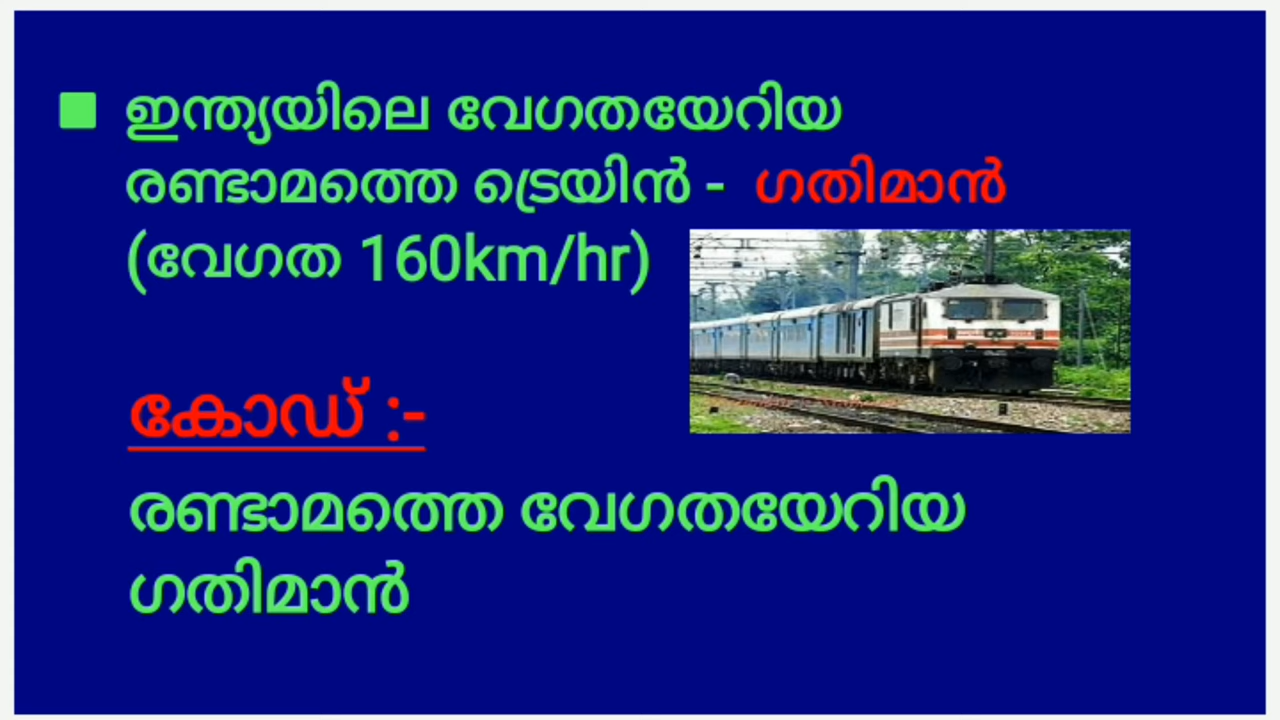 ഇന്ത്യയിലെ വേഗതയേറിയ
രണ്ടാമത്തെ ട്രെയിൻ - ഗതിമാൻ
(വേഗത 160km/hr)
കോഡ് :-
രണ്ടാമത്തെ വേഗതയേറിയ
ഗതിമാൻ